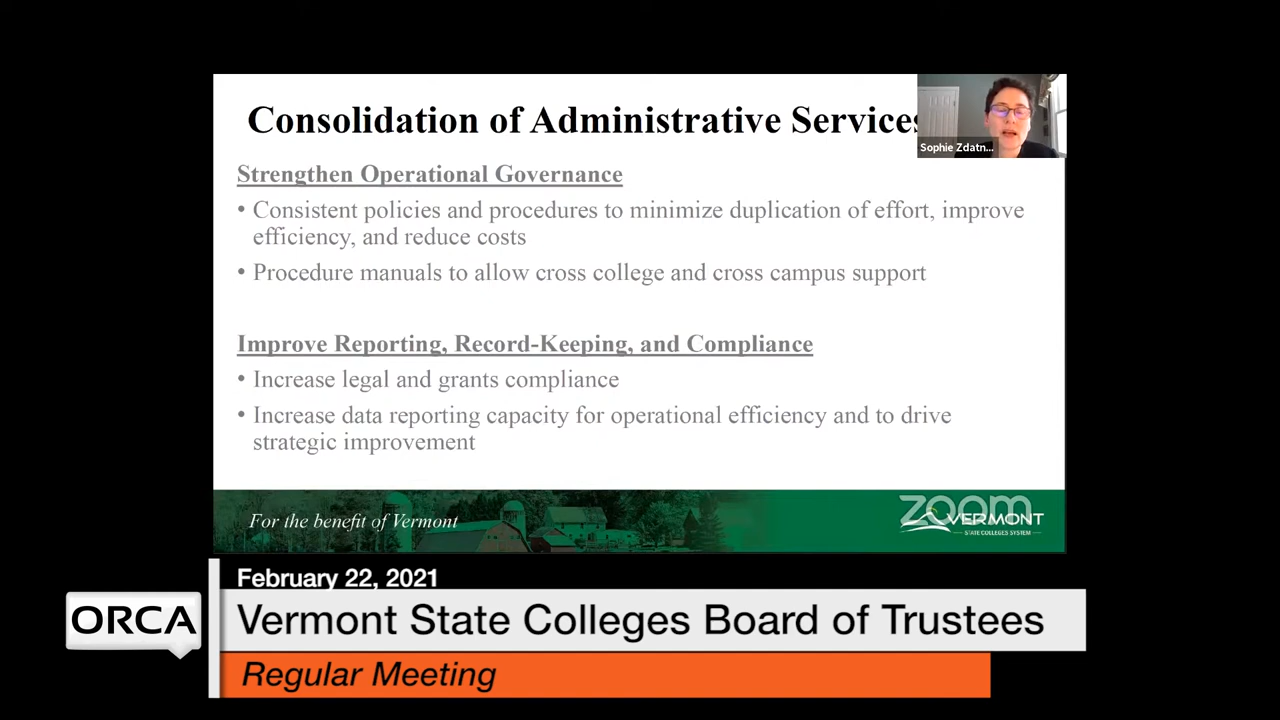 Consolidation of Administrative Services
Sophie Zdatn...
Strengthen Operational Governance
• Consistent policies and procedures to minimize duplication of effort, improve
efficiency, and reduce costs
• Procedure manuals to allow cross college and cross campus support
Improve Reporting, Record-Keeping, and Compliance
• Increase legal and grants compliance
• Increase data reporting capacity for operational efficiency and to drive
strategic improvement
For the benefit of Vermont
zoom
VERMONT
STATE COLLEGES SYSTEM
February 22, 2021
ORCA
Vermont State Colleges Board of Trustees
Regular Meeting